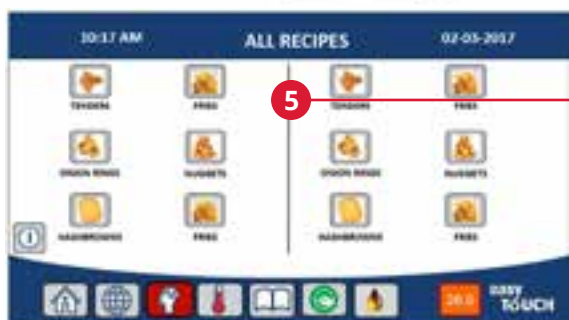 10:17 AM ALL RECIPES 02-03-2017
TENDERS FRIES 5 TENDERS FRIES
ONION RINGS NUGGETS ONION RINGS NUGGETS
HASHBROWNS FRIES HASHBROWNS FRIES
easy
TOUCH